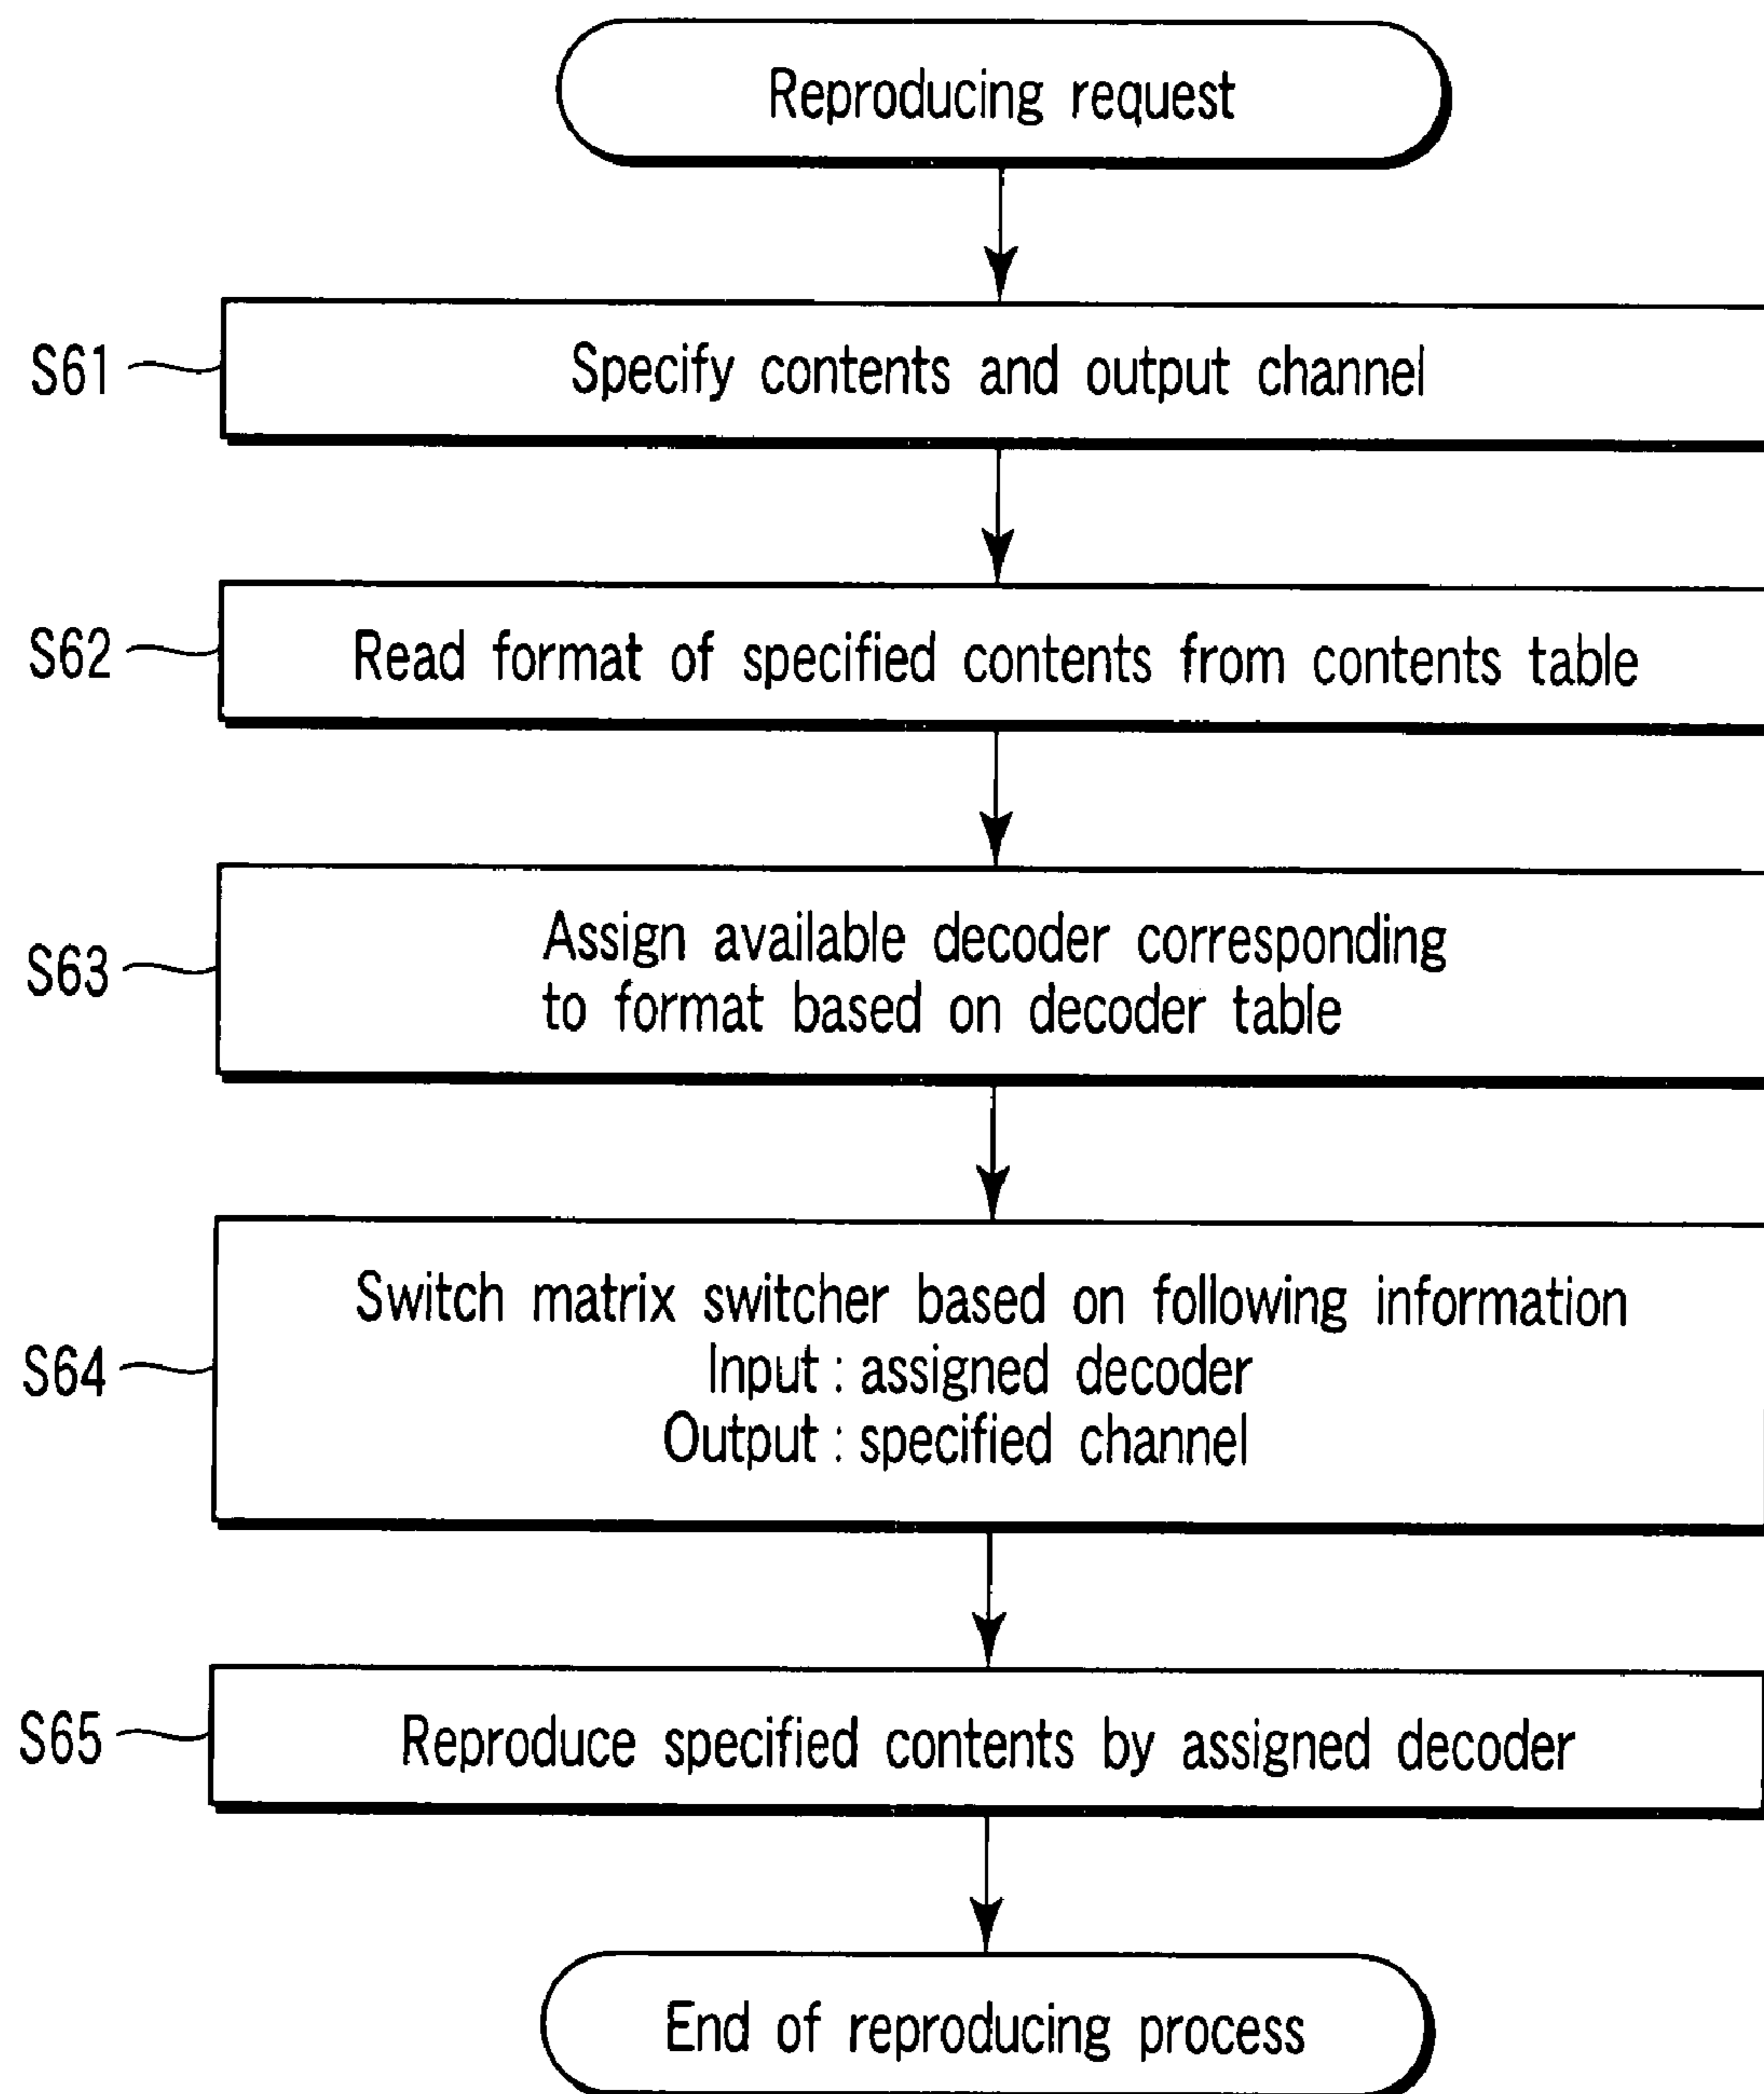 Reproducing request
S61
Specify contents and output channel
S62
Read format of specified contents from contents table
S63
Assign available decoder corresponding
to format based on decoder table
S64
Switch matrix switcher based on following information
Input : assigned decoder
Output : specified channel
S65
Reproduce specified contents by assigned decoder
End of reproducing process